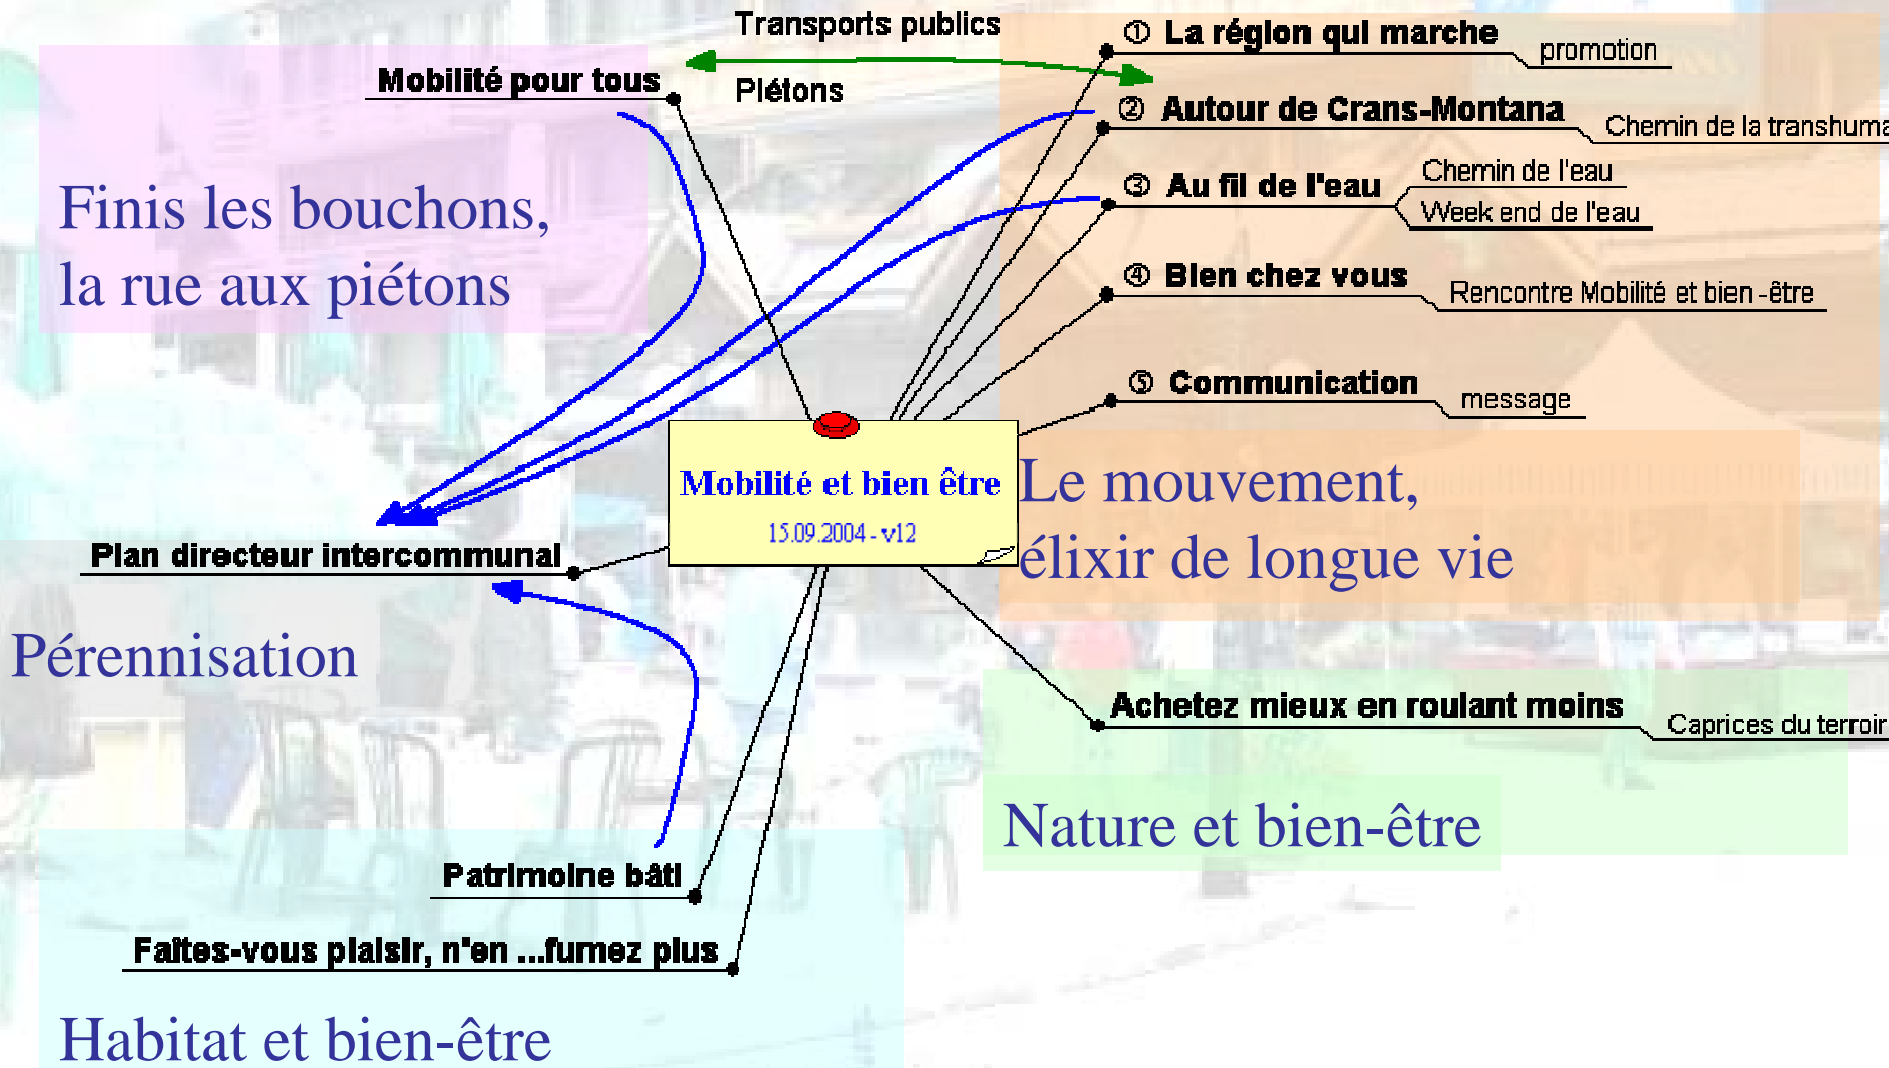 Transports publics
Piétons
Mobilité pour tous
Finis les bouchons,
la rue aux piétons
① La région qui marche
promotion
② Autour de Crans-Montana
Chemin de la transhuma
③ Au fil de l'eau
Chemin de l'eau
Week end de l'eau
④ Bien chez vous
Rencontre Mobilité et bien -être
⑤ Communication
message
Mobilité et bien être
15.09.2004 - v12
Le mouvement,
élixir de longue vie
Plan directeur intercommunal
Pérennisation
Achetez mieux en roulant moins
Caprices du terroir
Nature et bien-être
Patrimoine bâti
Faîtes-vous plaisir, n'en ...fumez plus
Habitat et bien-être